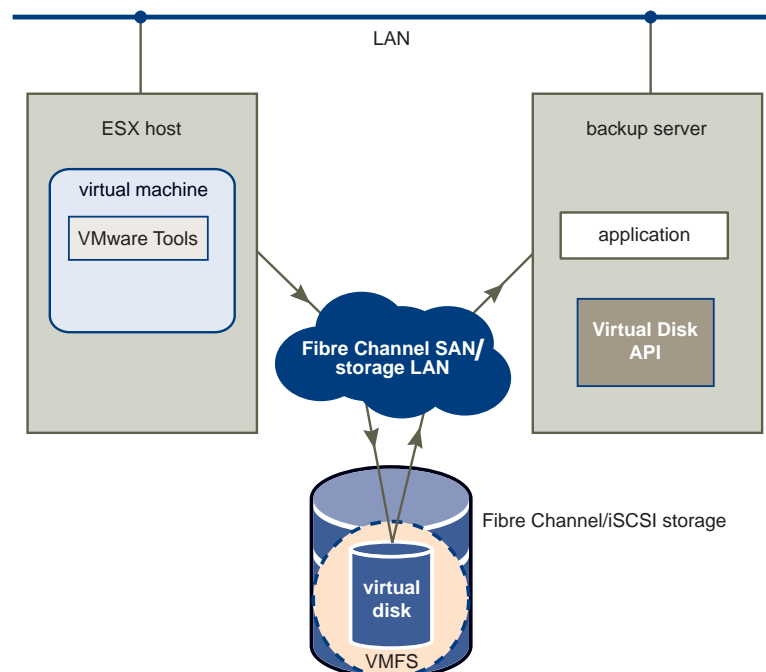 LAN
ESX host
virtual machine
VMware Tools
backup server
application
Virtual Disk
API
Fibre Channel SAN/
storage LAN
Fibre Channel/iSCSI storage
virtual
disk
VMFS